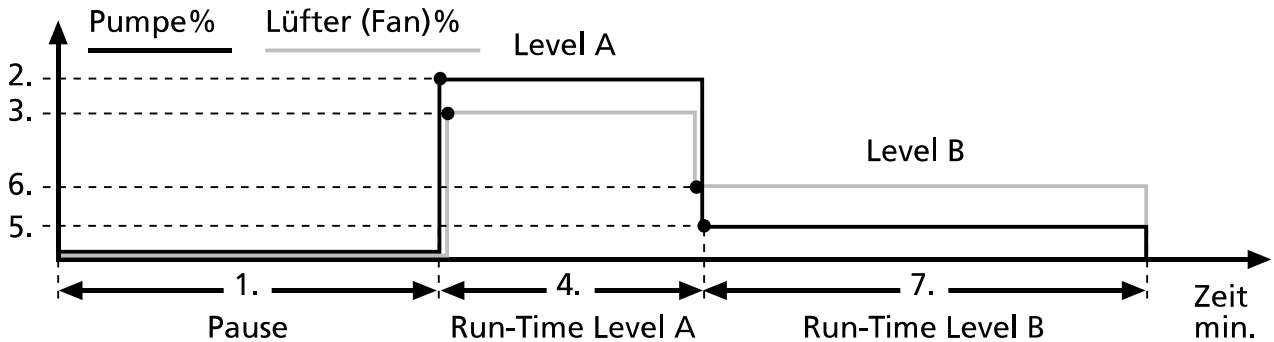 Pumpe% Lüfter (Fan)%
Level A
2.
3.
Level B
6.
5.
1. 4. 7.
Zeit
min.
Pause Run-Time Level A Run-Time Level B